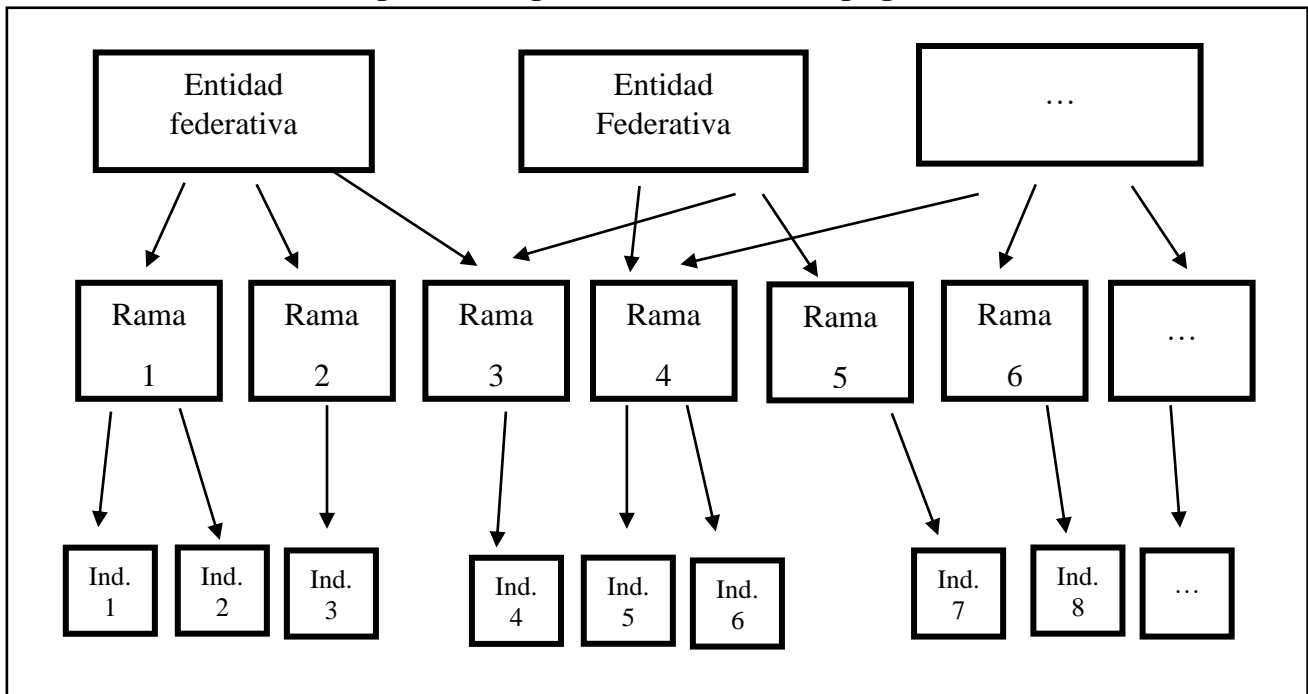 Entidad
federativa
Entidad
Federativa
…
Rama
1
Rama
2
Rama
3
Rama
4
Rama
5
Rama
6
…
Ind.
1
Ind.
2
Ind.
3
Ind.
4
Ind.
5
Ind.
6
Ind.
7
Ind.
8
…